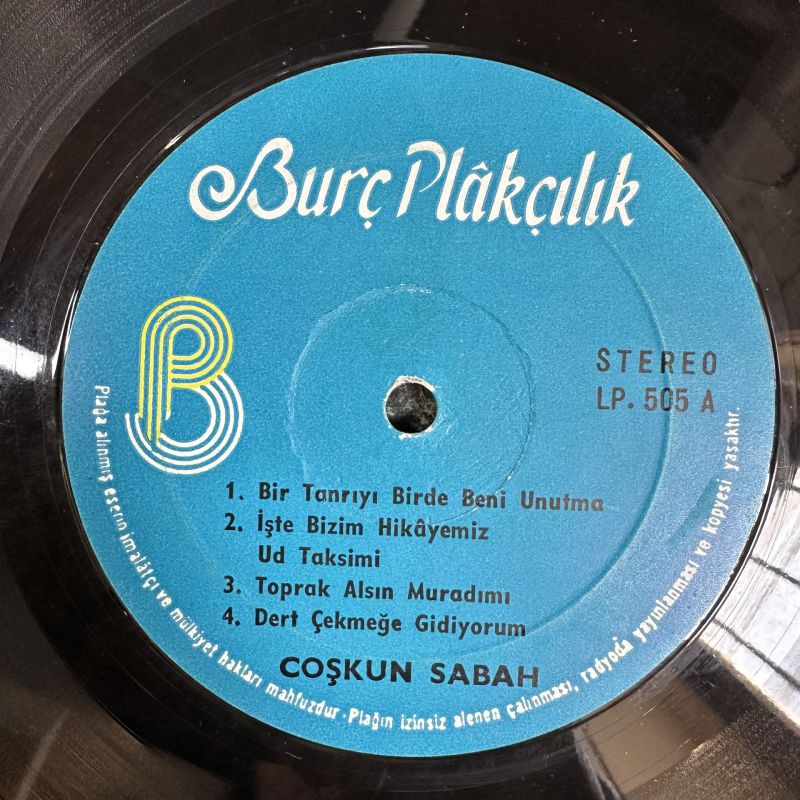 Burç Plâkçılık
STEREO
LP. 505 A
1. Bir Tanrıyı Birde Beni Unutma
2. İşte Bizim Hikâyemiz
Ud Taksimi
3. Toprak Alsın Muradımı
4. Dert Çekmeğe Gidiyorum
COŞKUN SABAH
Plağa alınmış eserin imalâtçı ve mülkiyet hakları mahfuzdur · Plağın izinsiz alenen çalınması, radyoda yayınlanması ve kopyesi yasaktır.